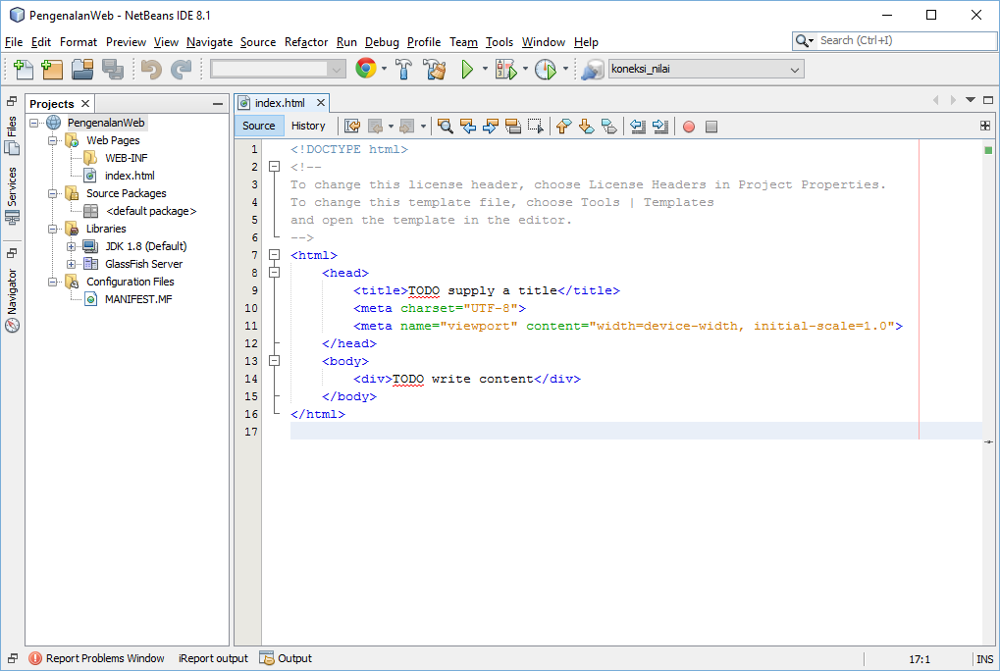 PengenalanWeb - NetBeans IDE 8.1
File Edit Format Preview View Navigate Source Refactor Run Debug Profile Team Tools Window Help
Search (Ctrl+I)
koneksi_nilai
Files
Services
Navigator
Projects
PengenalanWeb
Web Pages
WEB-INF
index.html
Source Packages
<default package>
Libraries
JDK 1.8 (Default)
GlassFish Server
Configuration Files
MANIFEST.MF
index.html
Source History
1 <!DOCTYPE html>
2 <!--
3 To change this license header, choose License Headers in Project Properties.
4 To change this template file, choose Tools | Templates
5 and open the template in the editor.
6 -->
7 <html>
8 <head>
9 <title>TODO supply a title</title>
10 <meta charset="UTF-8">
11 <meta name="viewport" content="width=device-width, initial-scale=1.0">
12 </head>
13 <body>
14 <div>TODO write content</div>
15 </body>
16 </html>
17
Report Problems Window iReport output Output
17:1 INS